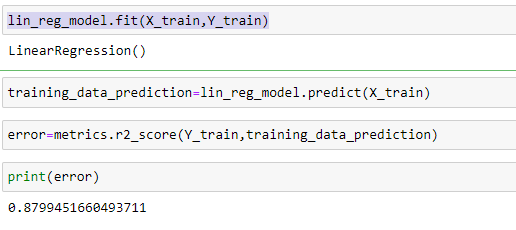 lin_reg_model.fit(X_train,Y_train)
LinearRegression()
training_data_prediction=lin_reg_model.predict(X_train)
error=metrics.r2_score(Y_train,training_data_prediction)
print(error)
0.8799451660493711